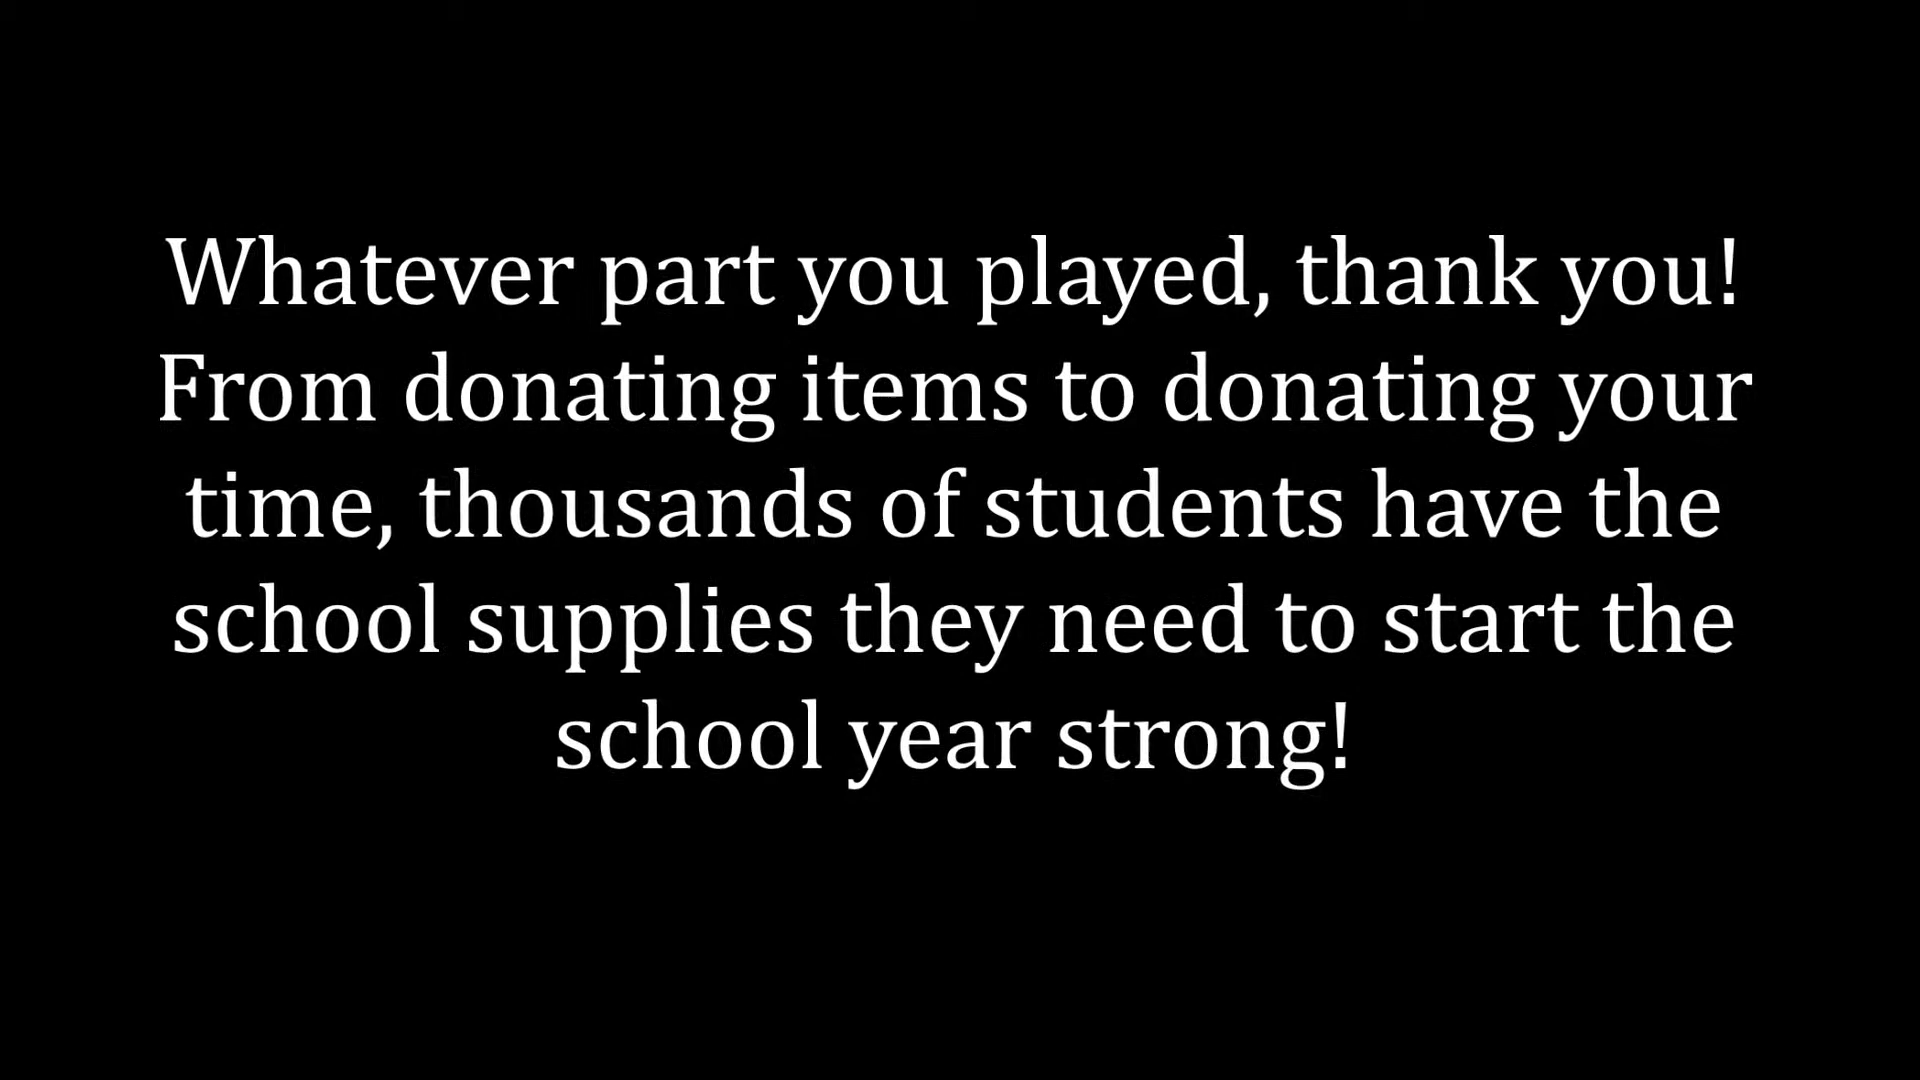 Whatever part you played, thank you!
From donating items to donating your
time, thousands of students have the
school supplies they need to start the
school year strong!